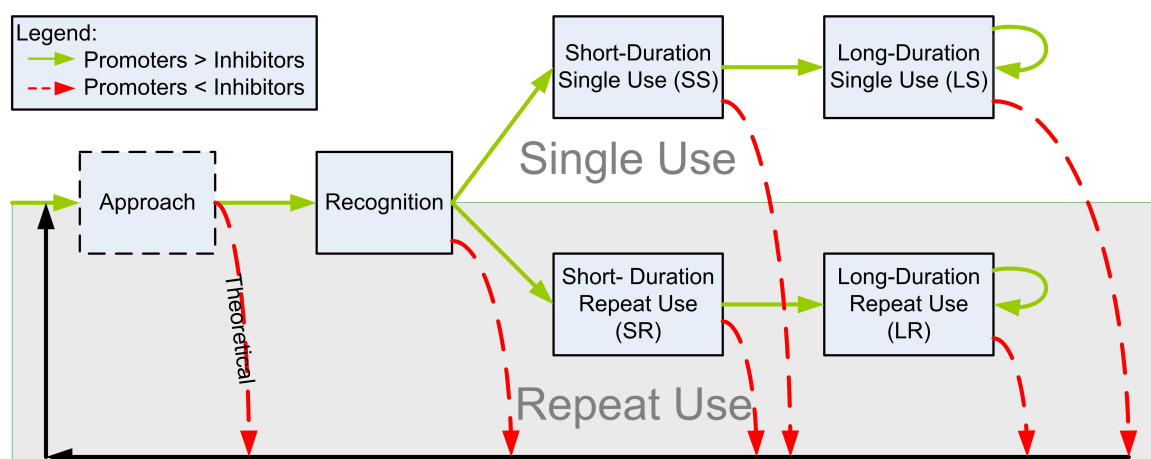 Legend:
Promoters > Inhibitors
Promoters < Inhibitors
Short-Duration
Single Use (SS)
Long-Duration
Single Use (LS)
Single Use
Approach
Recognition
Theoretical
Short- Duration
Repeat Use
(SR)
Long-Duration
Repeat Use
(LR)
Repeat Use